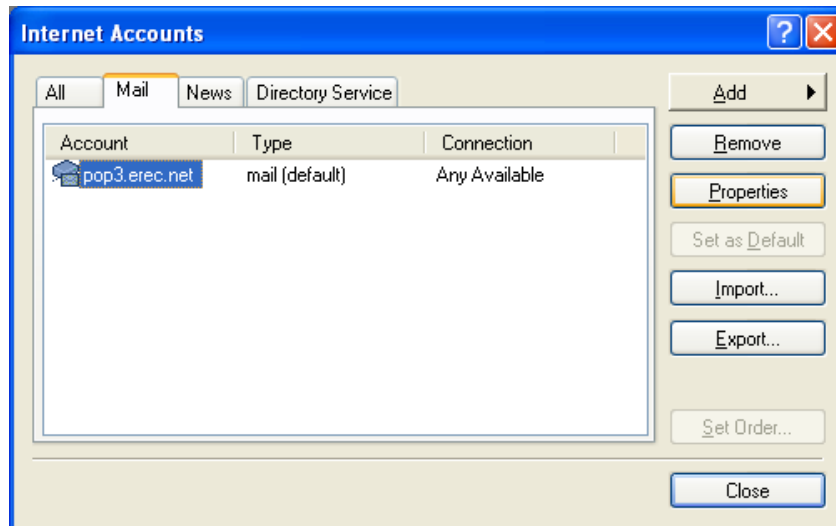 Internet Accounts
All Mail News Directory Service
Add
Account Type Connection
Remove
pop3.erec.net mail (default) Any Available
Properties
Set as Default
Import...
Export...
Set Order...
Close